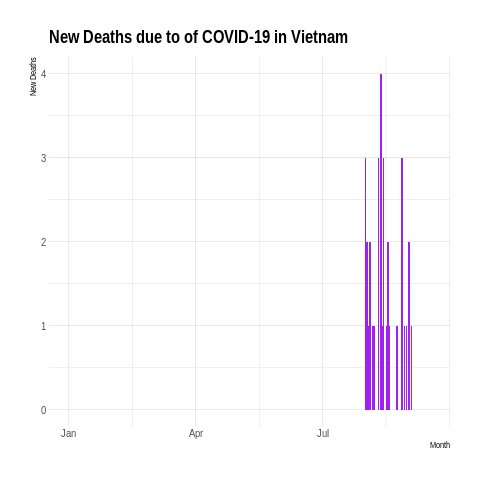 New Deaths due to of COVID-19 in Vietnam
New Deaths
4
3
2
1
0
Jan Apr Jul
Month